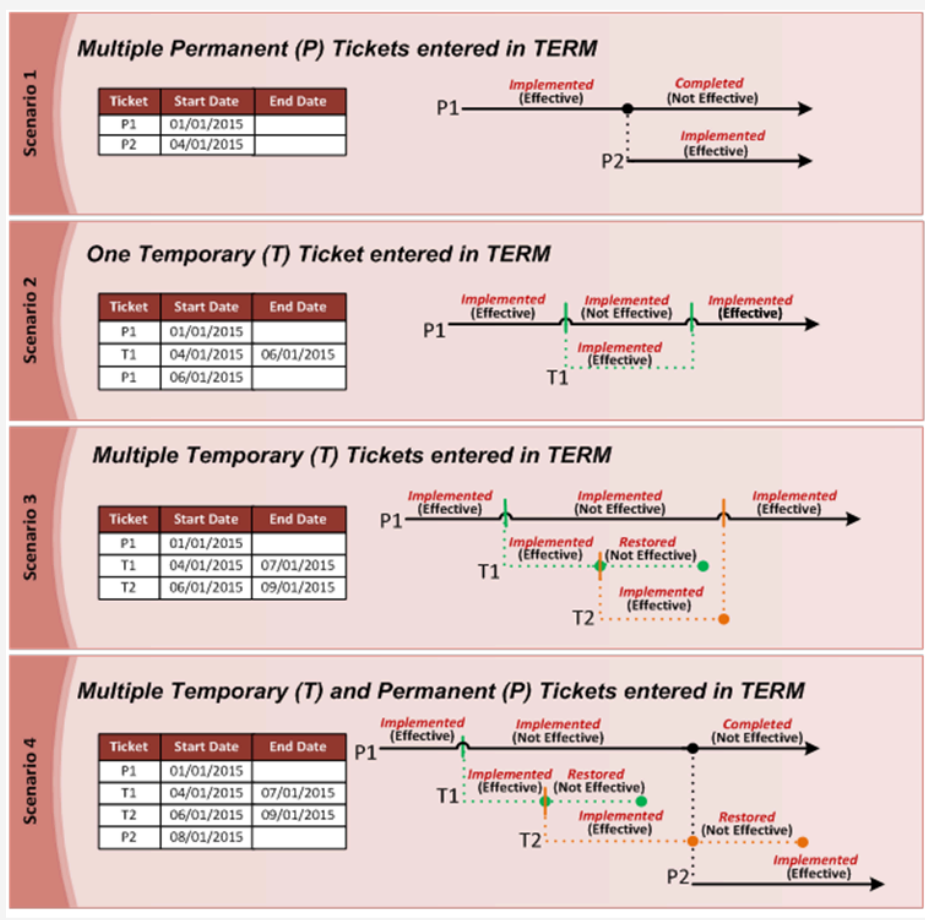 Scenario 1
Multiple Permanent (P) Tickets entered in TERM
Ticket Start Date End Date
P1 01/01/2015
P2 04/01/2015
Implemented Completed
P1 (Effective) (Not Effective)
Implemented
P2 (Effective)
Scenario 2
One Temporary (T) Ticket entered in TERM
Ticket Start Date End Date
P1 01/01/2015
T1 04/01/2015 06/01/2015
P1 06/01/2015
Implemented Implemented Implemented
P1 (Effective) (Not Effective) (Effective)
Implemented
(Effective)
T1
Scenario 3
Multiple Temporary (T) Tickets entered in TERM
Ticket Start Date End Date
P1 01/01/2015
T1 04/01/2015 07/01/2015
T2 06/01/2015 09/01/2015
Implemented Implemented Implemented
P1 (Effective) (Not Effective) (Effective)
Implemented Restored
T1 (Effective) (Not Effective)
Implemented
T2 (Effective)
Scenario 4
Multiple Temporary (T) and Permanent (P) Tickets entered in TERM
Ticket Start Date End Date
P1 01/01/2015
T1 04/01/2015 07/01/2015
T2 06/01/2015 09/01/2015
P2 08/01/2015
Implemented Implemented Completed
P1 (Effective) (Not Effective) (Not Effective)
Implemented Restored
T1 (Effective) (Not Effective)
Implemented Restored
T2 (Effective) (Not Effective)
Implemented
P2 (Effective)